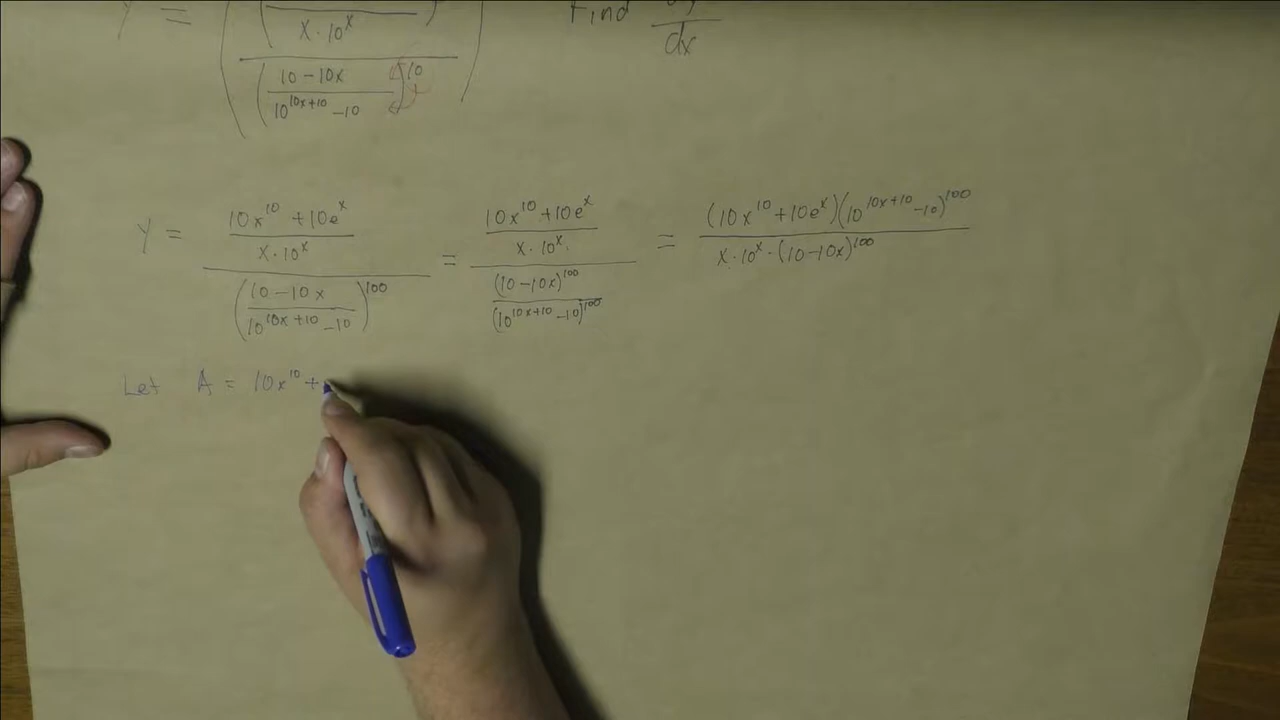 y = ( ( / x · 10^x ) / ( (10 - 10x) / (10^(10x+10) - 10) )^10 ) Find dy/dx
y = ( (10x^10 + 10e^x) / (x · 10^x) ) / ( (10 - 10x) / (10^(10x+10) - 10) )^100 = ( (10x^10 + 10e^x) / (x · 10^x) ) / ( (10 - 10x)^100 / (10^(10x+10) - 10)^100 ) = (10x^10 + 10e^x)(10^(10x+10) - 10)^100 / (x · 10^x · (10 - 10x)^100)
Let A = 10x^10 +